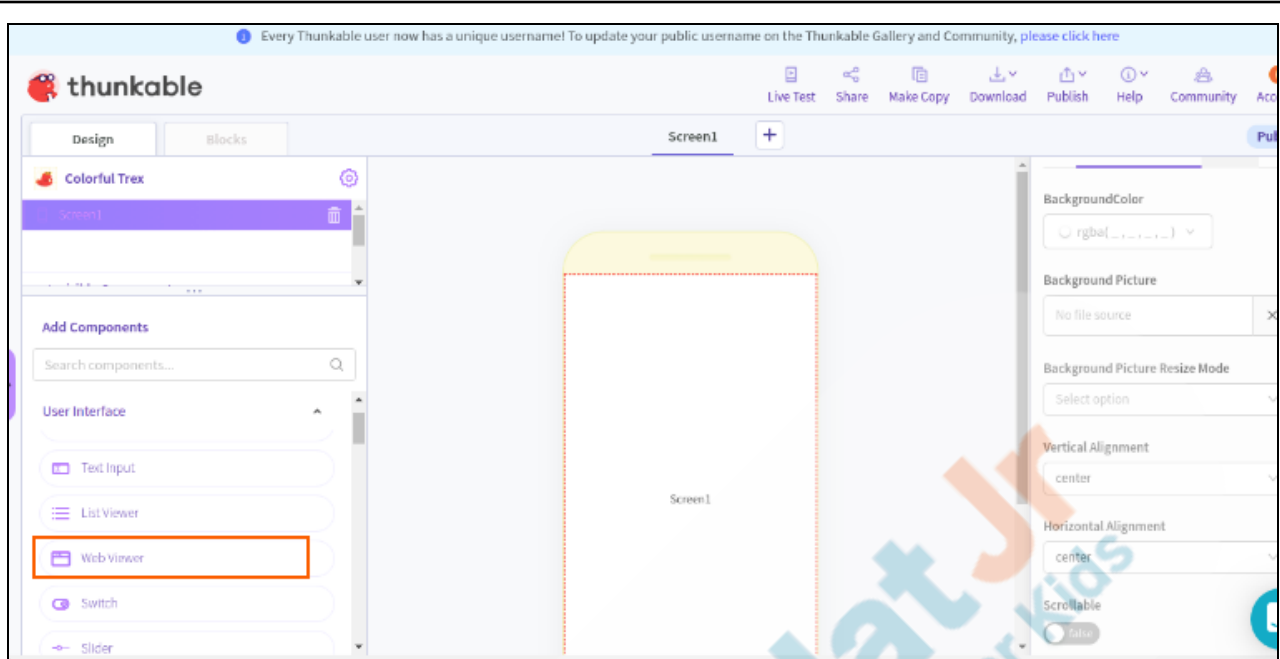 Every Thunkable user now has a unique username! To update your public username on the Thunkable Gallery and Community, please click here
thunkable
Live Test
Share
Make Copy
Download
Publish
Help
Community
Design
Blocks
Screen1
+
Colorful Trex
Screen1
Add Components
Search components...
User Interface
Text Input
List Viewer
Web Viewer
Switch
Slider
Screen1
BackgroundColor
rgba( _ , _ , _ , _ )
Background Picture
No file source
Background Picture Resize Mode
Select option
Vertical Alignment
center
Horizontal Alignment
center
Scrollable
false
Jr
Kids